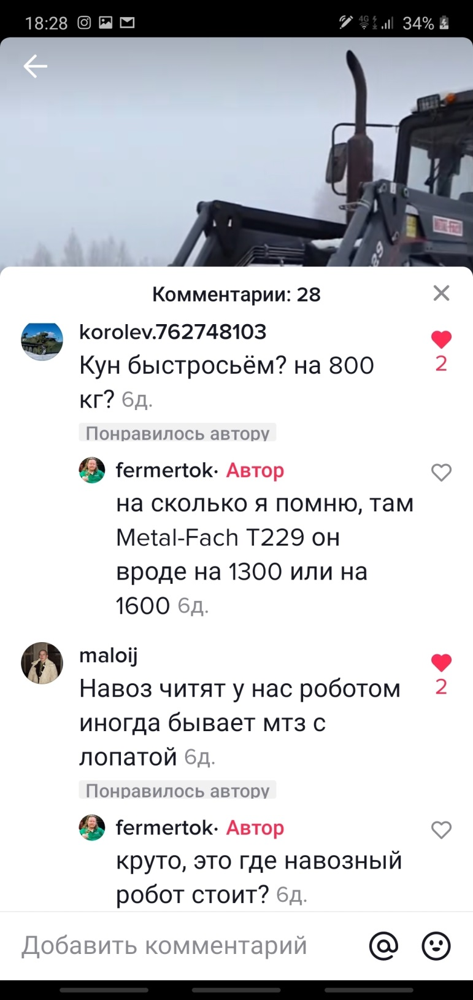 18:28 4G 34%
METAL-FACH
Комментарии: 28
korolev.762748103
Кун быстросьём? на 800
кг? 6д.
2
Понравилось автору
fermertok· Автор
на сколько я помню, там
Metal-Fach T229 он
вроде на 1300 или на
1600 6д.
maloij
Навоз читят у нас роботом
2
иногда бывает мтз с
лопатой 6д.
Понравилось автору
fermertok· Автор
круто, это где навозный
робот стоит? 6д.
Добавить комментарий